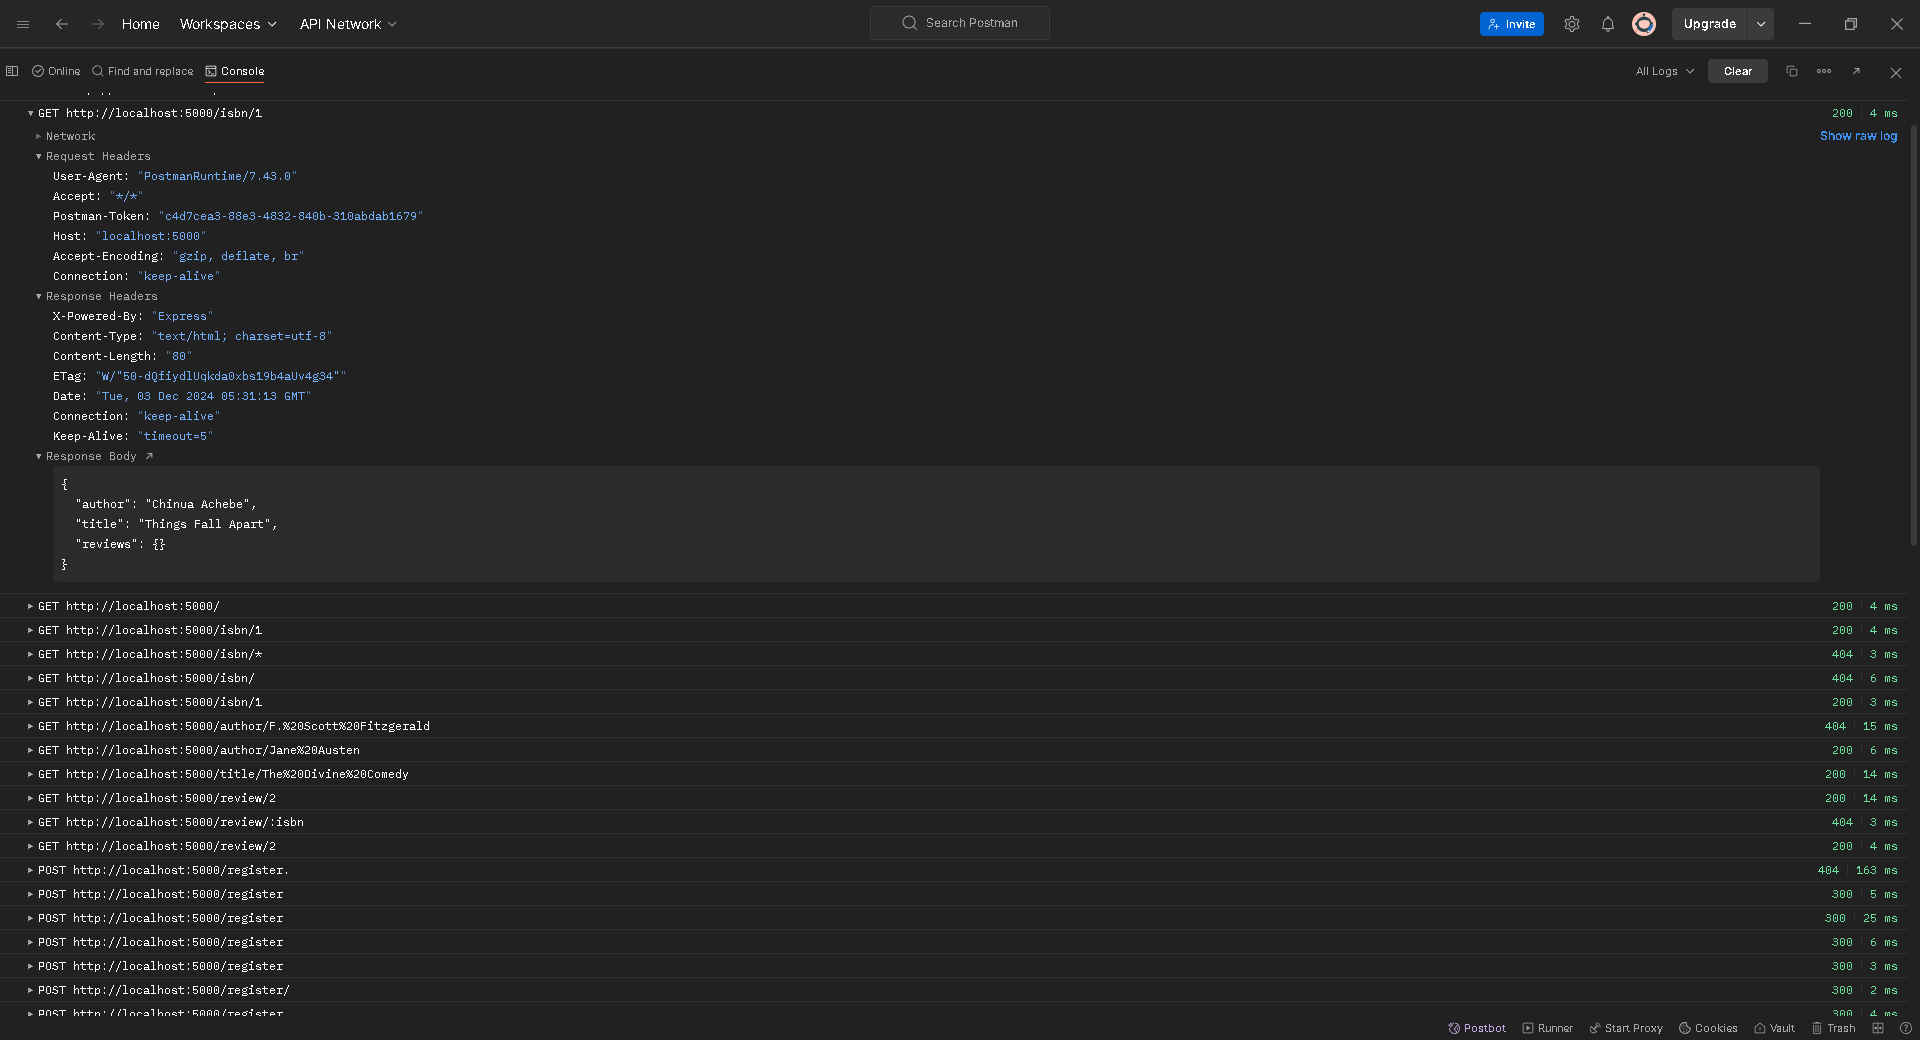 Home Workspaces API Network Search Postman Invite Upgrade
Online Find and replace Console All Logs Clear
GET http://localhost:5000/isbn/1 200 4 ms
Network Show raw log
Request Headers
User-Agent: "PostmanRuntime/7.43.0"
Accept: "*/*"
Postman-Token: "c4d7cea3-88e3-4832-840b-310abdab1679"
Host: "localhost:5000"
Accept-Encoding: "gzip, deflate, br"
Connection: "keep-alive"
Response Headers
X-Powered-By: "Express"
Content-Type: "text/html; charset=utf-8"
Content-Length: "80"
ETag: "W/"50-dQfiydlUqkda0xbs19b4aUv4g34""
Date: "Tue, 03 Dec 2024 05:31:13 GMT"
Connection: "keep-alive"
Keep-Alive: "timeout=5"
Response Body
{
"author": "Chinua Achebe",
"title": "Things Fall Apart",
"reviews": {}
}
GET http://localhost:5000/ 200 4 ms
GET http://localhost:5000/isbn/1 200 4 ms
GET http://localhost:5000/isbn/* 404 3 ms
GET http://localhost:5000/isbn/ 404 6 ms
GET http://localhost:5000/isbn/1 200 3 ms
GET http://localhost:5000/author/F.%20Scott%20Fitzgerald 404 15 ms
GET http://localhost:5000/author/Jane%20Austen 200 6 ms
GET http://localhost:5000/title/The%20Divine%20Comedy 200 14 ms
GET http://localhost:5000/review/2 200 14 ms
GET http://localhost:5000/review/:isbn 404 3 ms
GET http://localhost:5000/review/2 200 4 ms
POST http://localhost:5000/register. 404 163 ms
POST http://localhost:5000/register 300 5 ms
POST http://localhost:5000/register 300 25 ms
POST http://localhost:5000/register 300 6 ms
POST http://localhost:5000/register 300 3 ms
POST http://localhost:5000/register/ 300 2 ms
POST http://localhost:5000/register 300 4 ms
Postbot Runner Start Proxy Cookies Vault Trash